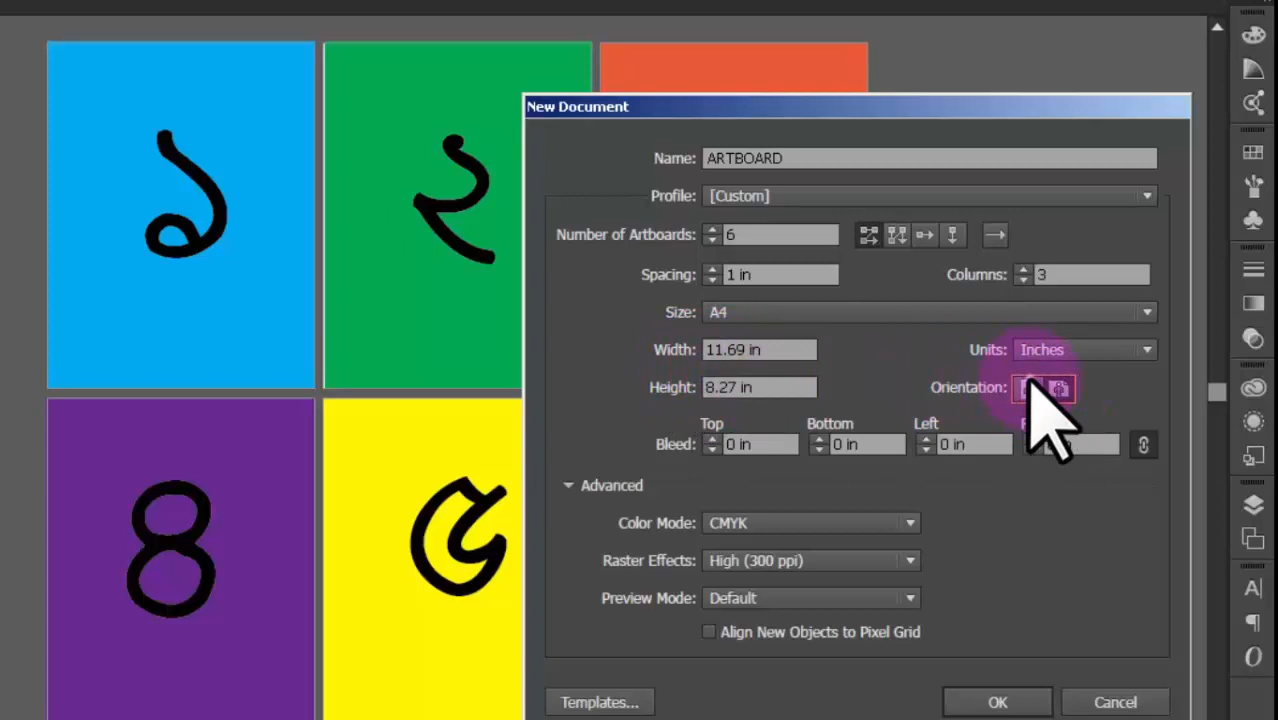 ১
২
New Document
Name: ARTBOARD
Profile: [Custom]
Number of Artboards: 6
Spacing: 1 in Columns: 3
Size: A4
Width: 11.69 in Units: Inches
Height: 8.27 in Orientation:
Top Bottom Left
Bleed: 0 in 0 in 0 in
Advanced
Color Mode: CMYK
Raster Effects: High (300 ppi)
Preview Mode: Default
Align New Objects to Pixel Grid
Templates... OK Cancel
৪
৫